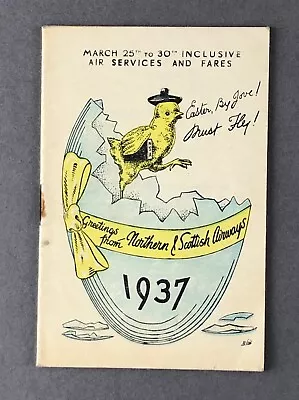 MARCH 25TH TO 30TH INCLUSIVE
AIR SERVICES AND FARES
Easter, By Jove!
Must Fly!
Greetings from Northern & Scottish Airways
1937